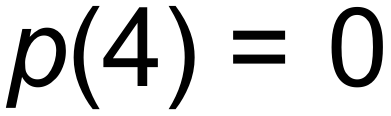 p(4) = 0